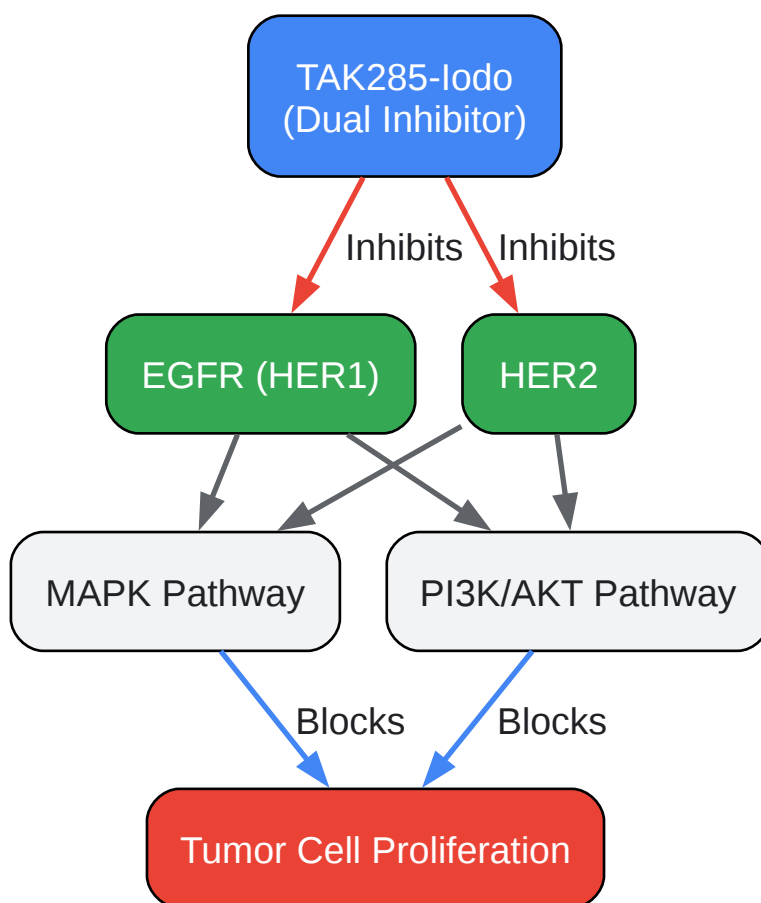 TAK285-Iodo
(Dual Inhibitor)
Inhibits
Inhibits
EGFR (HER1)
HER2
MAPK Pathway
PI3K/AKT Pathway
Blocks
Blocks
Tumor Cell Proliferation